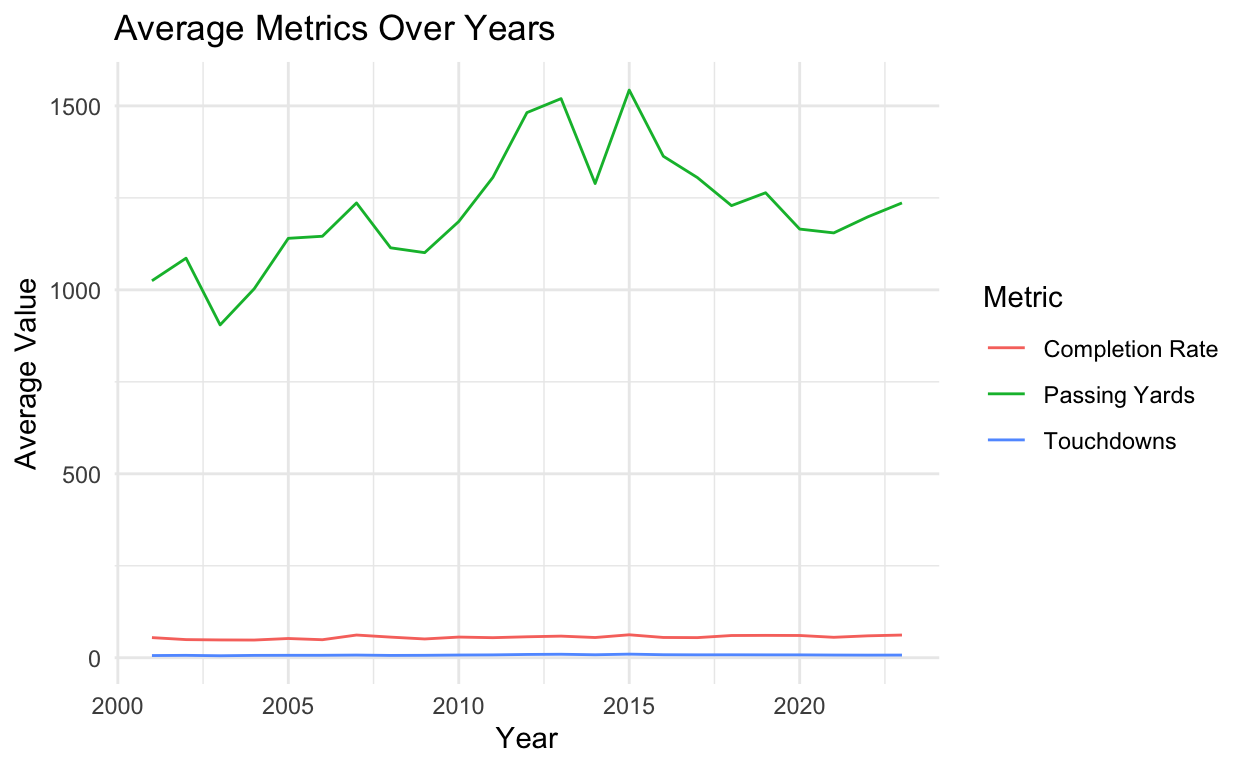 Average Metrics Over Years
Average Value
1500
1000
500
0
2000 2005 2010 2015 2020
Year
Metric
Completion Rate
Passing Yards
Touchdowns